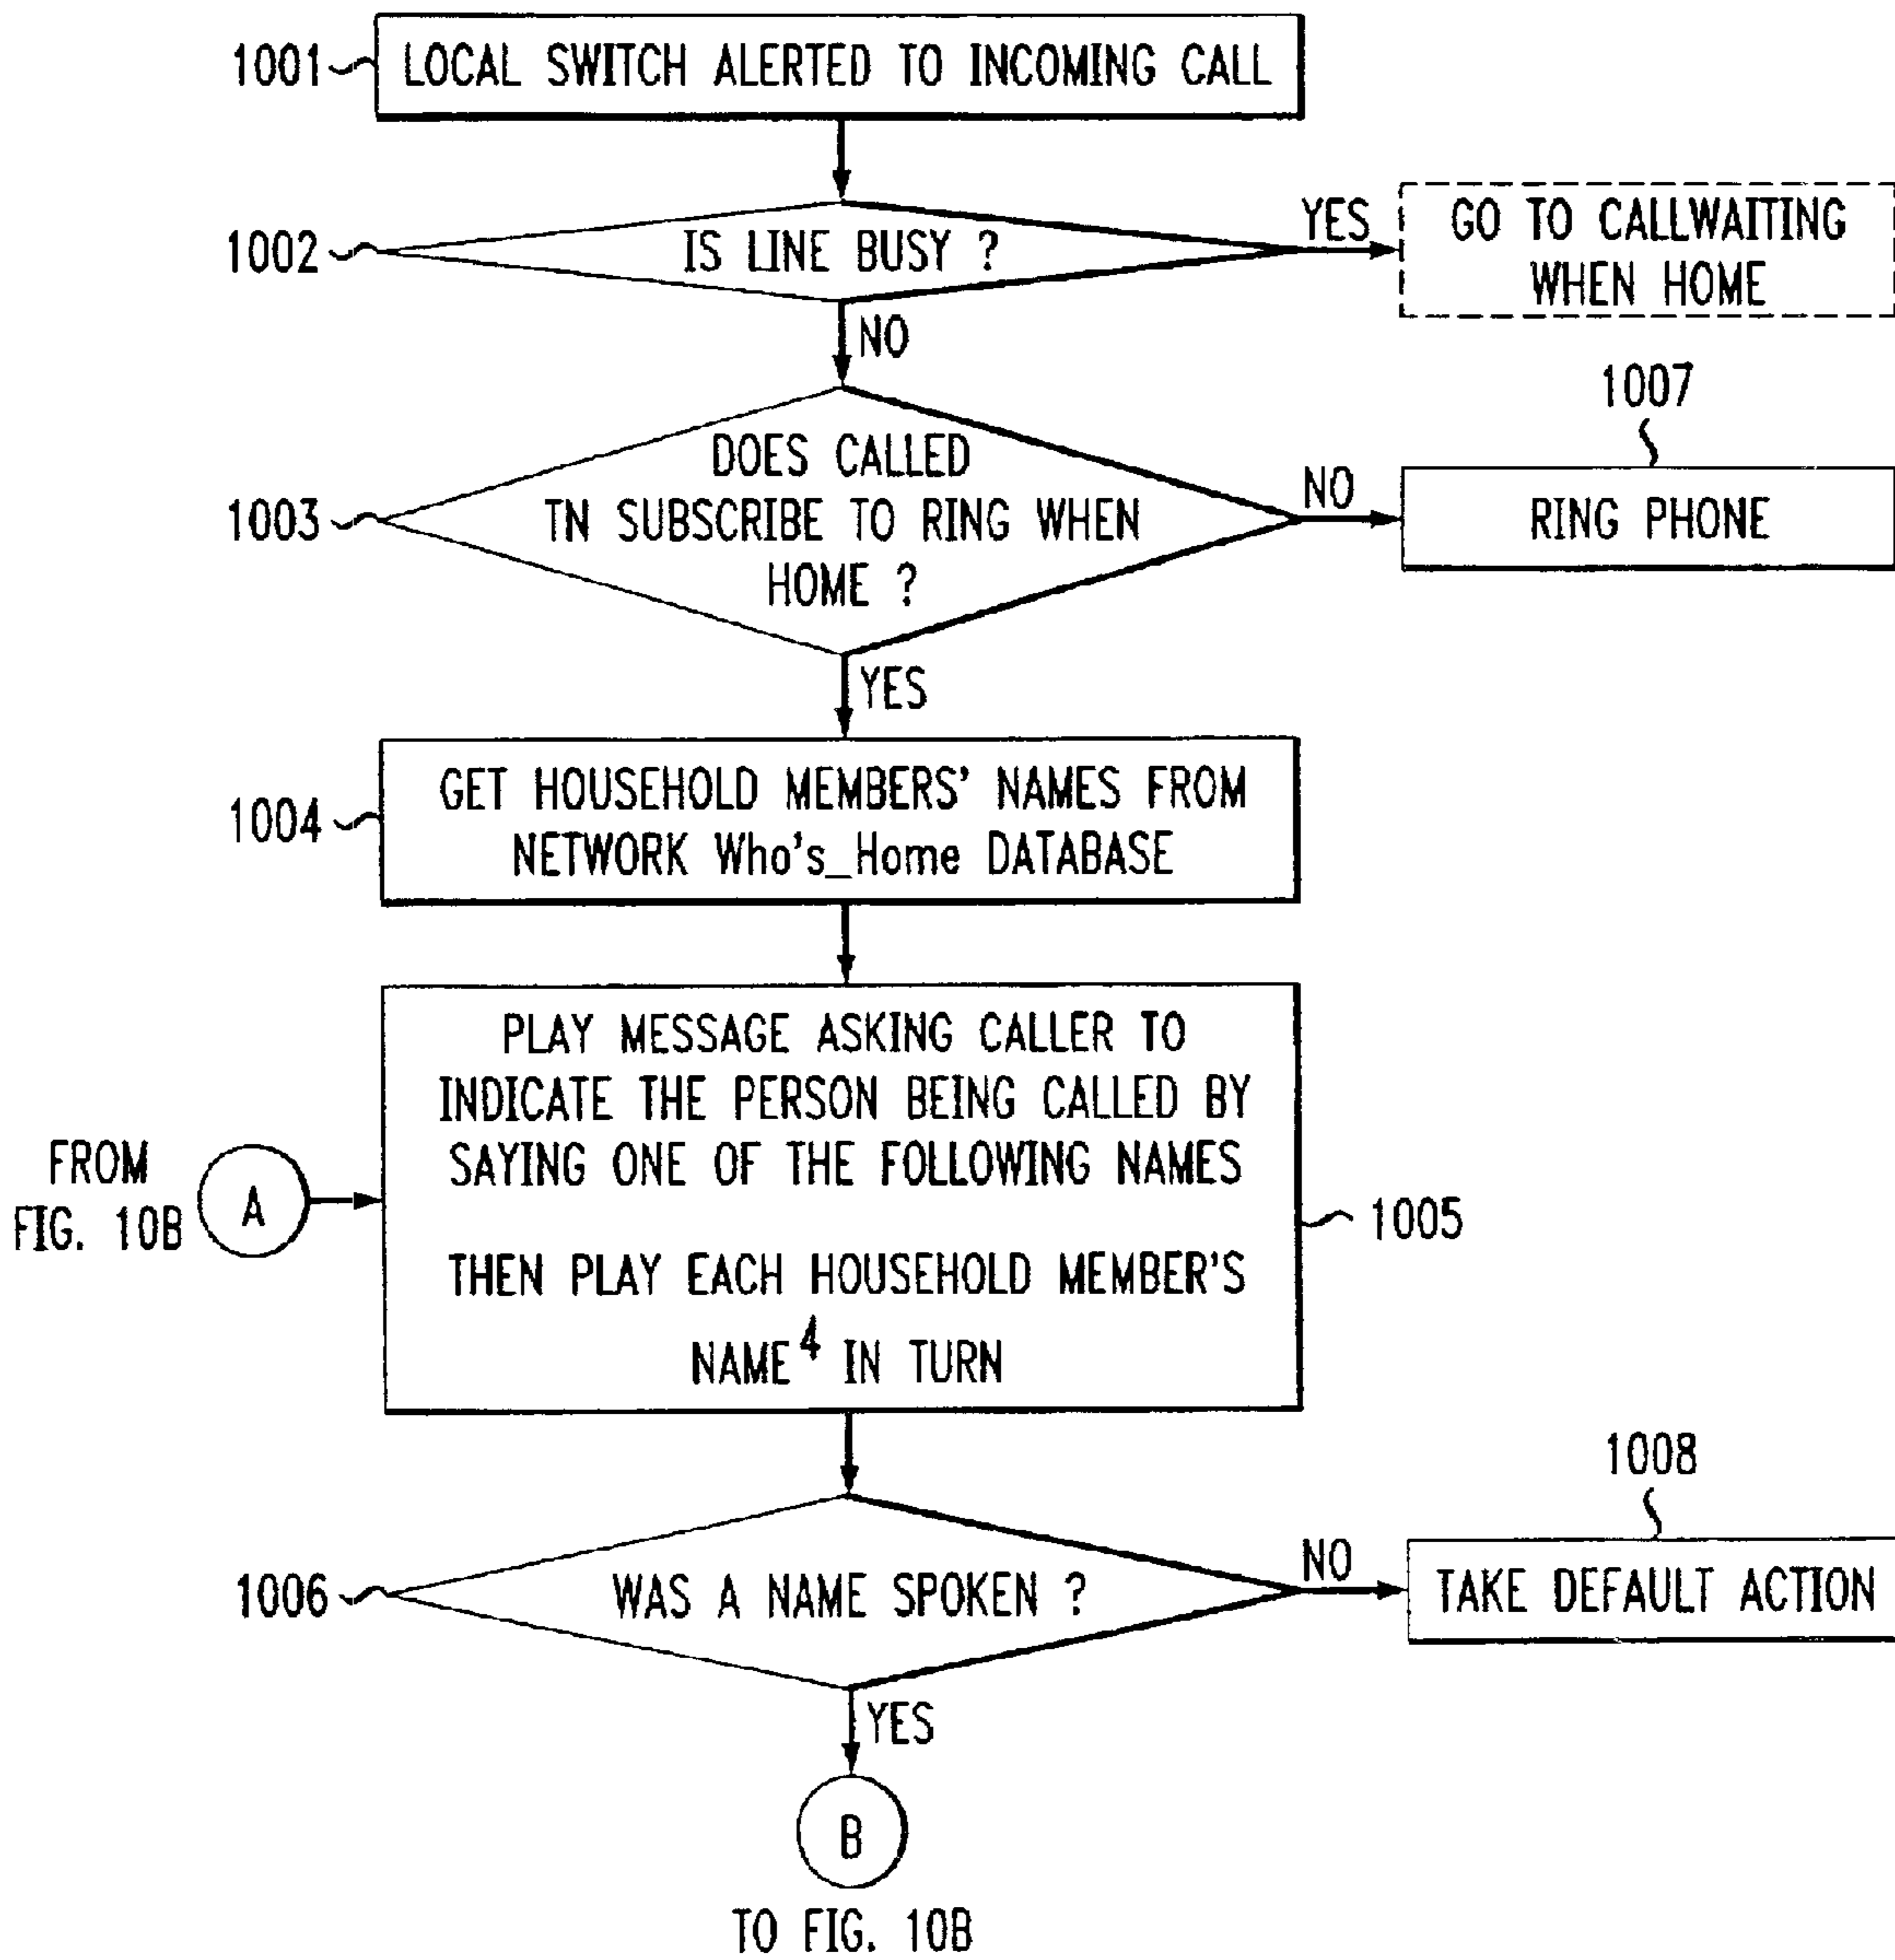 1001
LOCAL SWITCH ALERTED TO INCOMING CALL
1002
IS LINE BUSY ?
YES
GO TO CALLWAITING
WHEN HOME
NO
1003
DOES CALLED
TN SUBSCRIBE TO RING WHEN
HOME ?
NO
1007
RING PHONE
YES
1004
GET HOUSEHOLD MEMBERS' NAMES FROM
NETWORK Who's_Home DATABASE
FROM
FIG. 10B
A
PLAY MESSAGE ASKING CALLER TO
INDICATE THE PERSON BEING CALLED BY
SAYING ONE OF THE FOLLOWING NAMES
THEN PLAY EACH HOUSEHOLD MEMBER'S
NAME⁴ IN TURN
1005
1006
WAS A NAME SPOKEN ?
NO
1008
TAKE DEFAULT ACTION
YES
B
TO FIG. 10B